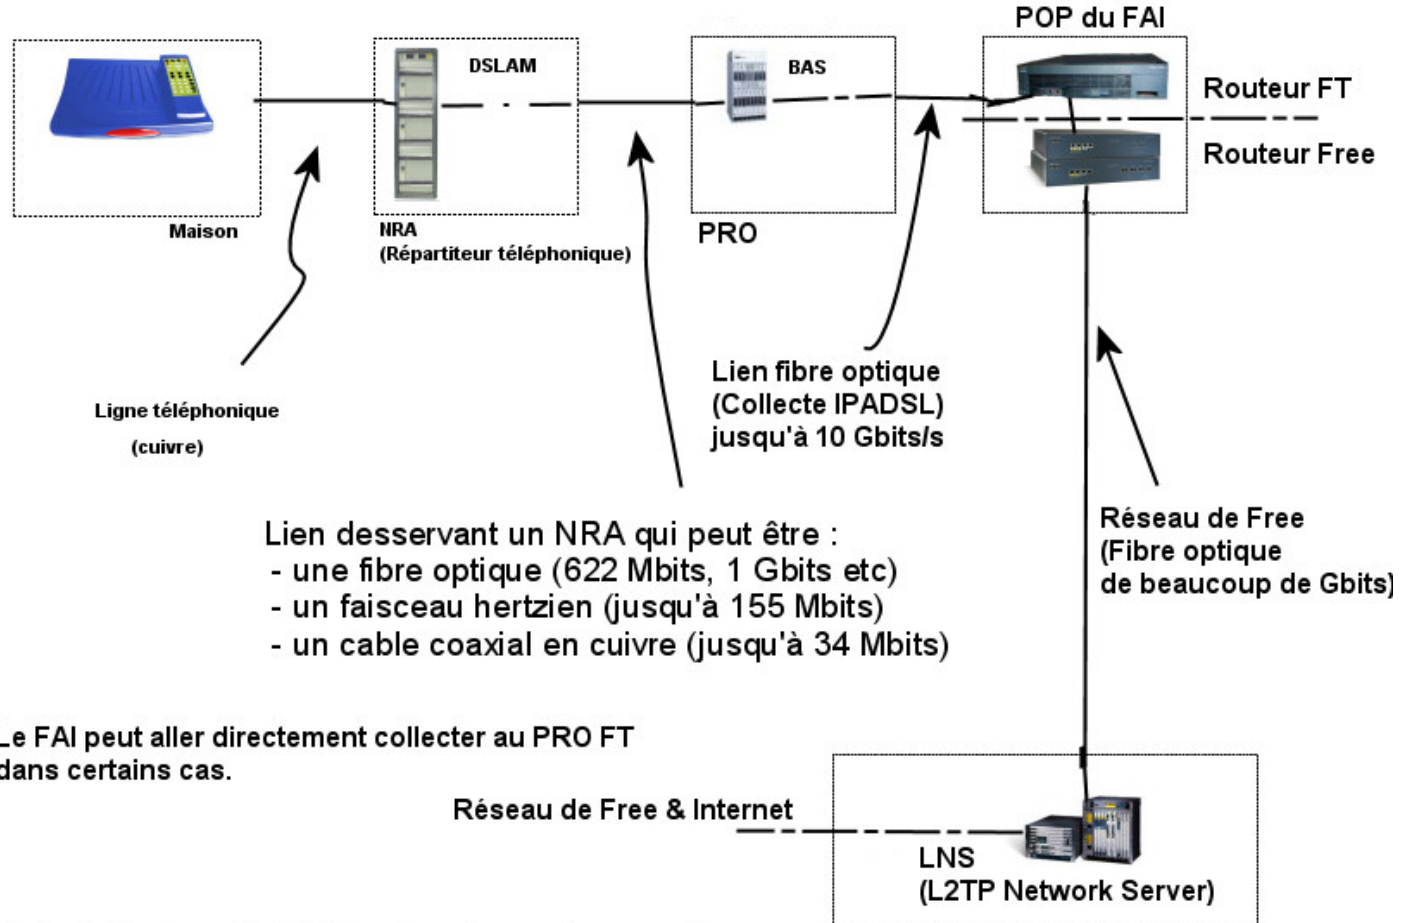 POP du FAI
DSLAM
BAS
Routeur FT
Routeur Free
Maison
NRA
(Répartiteur téléphonique)
PRO
Ligne téléphonique
(cuivre)
Lien fibre optique
(Collecte IPADSL)
jusqu'à 10 Gbits/s
Lien desservant un NRA qui peut être :
- une fibre optique (622 Mbits, 1 Gbits etc)
- un faisceau hertzien (jusqu'à 155 Mbits)
- un cable coaxial en cuivre (jusqu'à 34 Mbits)
Réseau de Free
(Fibre optique
de beaucoup de Gbits)
Le FAI peut aller directement collecter au PRO FT
dans certains cas.
Réseau de Free & Internet
LNS
(L2TP Network Server)